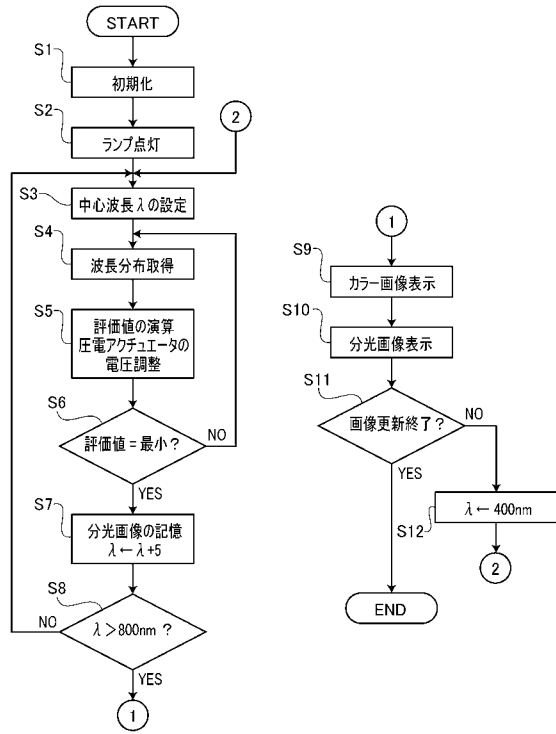 START
S1
初期化
S2
ランプ点灯
2
S3
中心波長λの設定
S4
波長分布取得
S5
評価値の演算
圧電アクチュエータの
電圧調整
S6
評価値=最小?
NO
YES
S7
分光画像の記憶
λ←λ+5
S8
λ>800nm ?
NO
YES
1
1
S9
カラー画像表示
S10
分光画像表示
S11
画像更新終了?
NO
YES
λ←400nm
S12
2
END